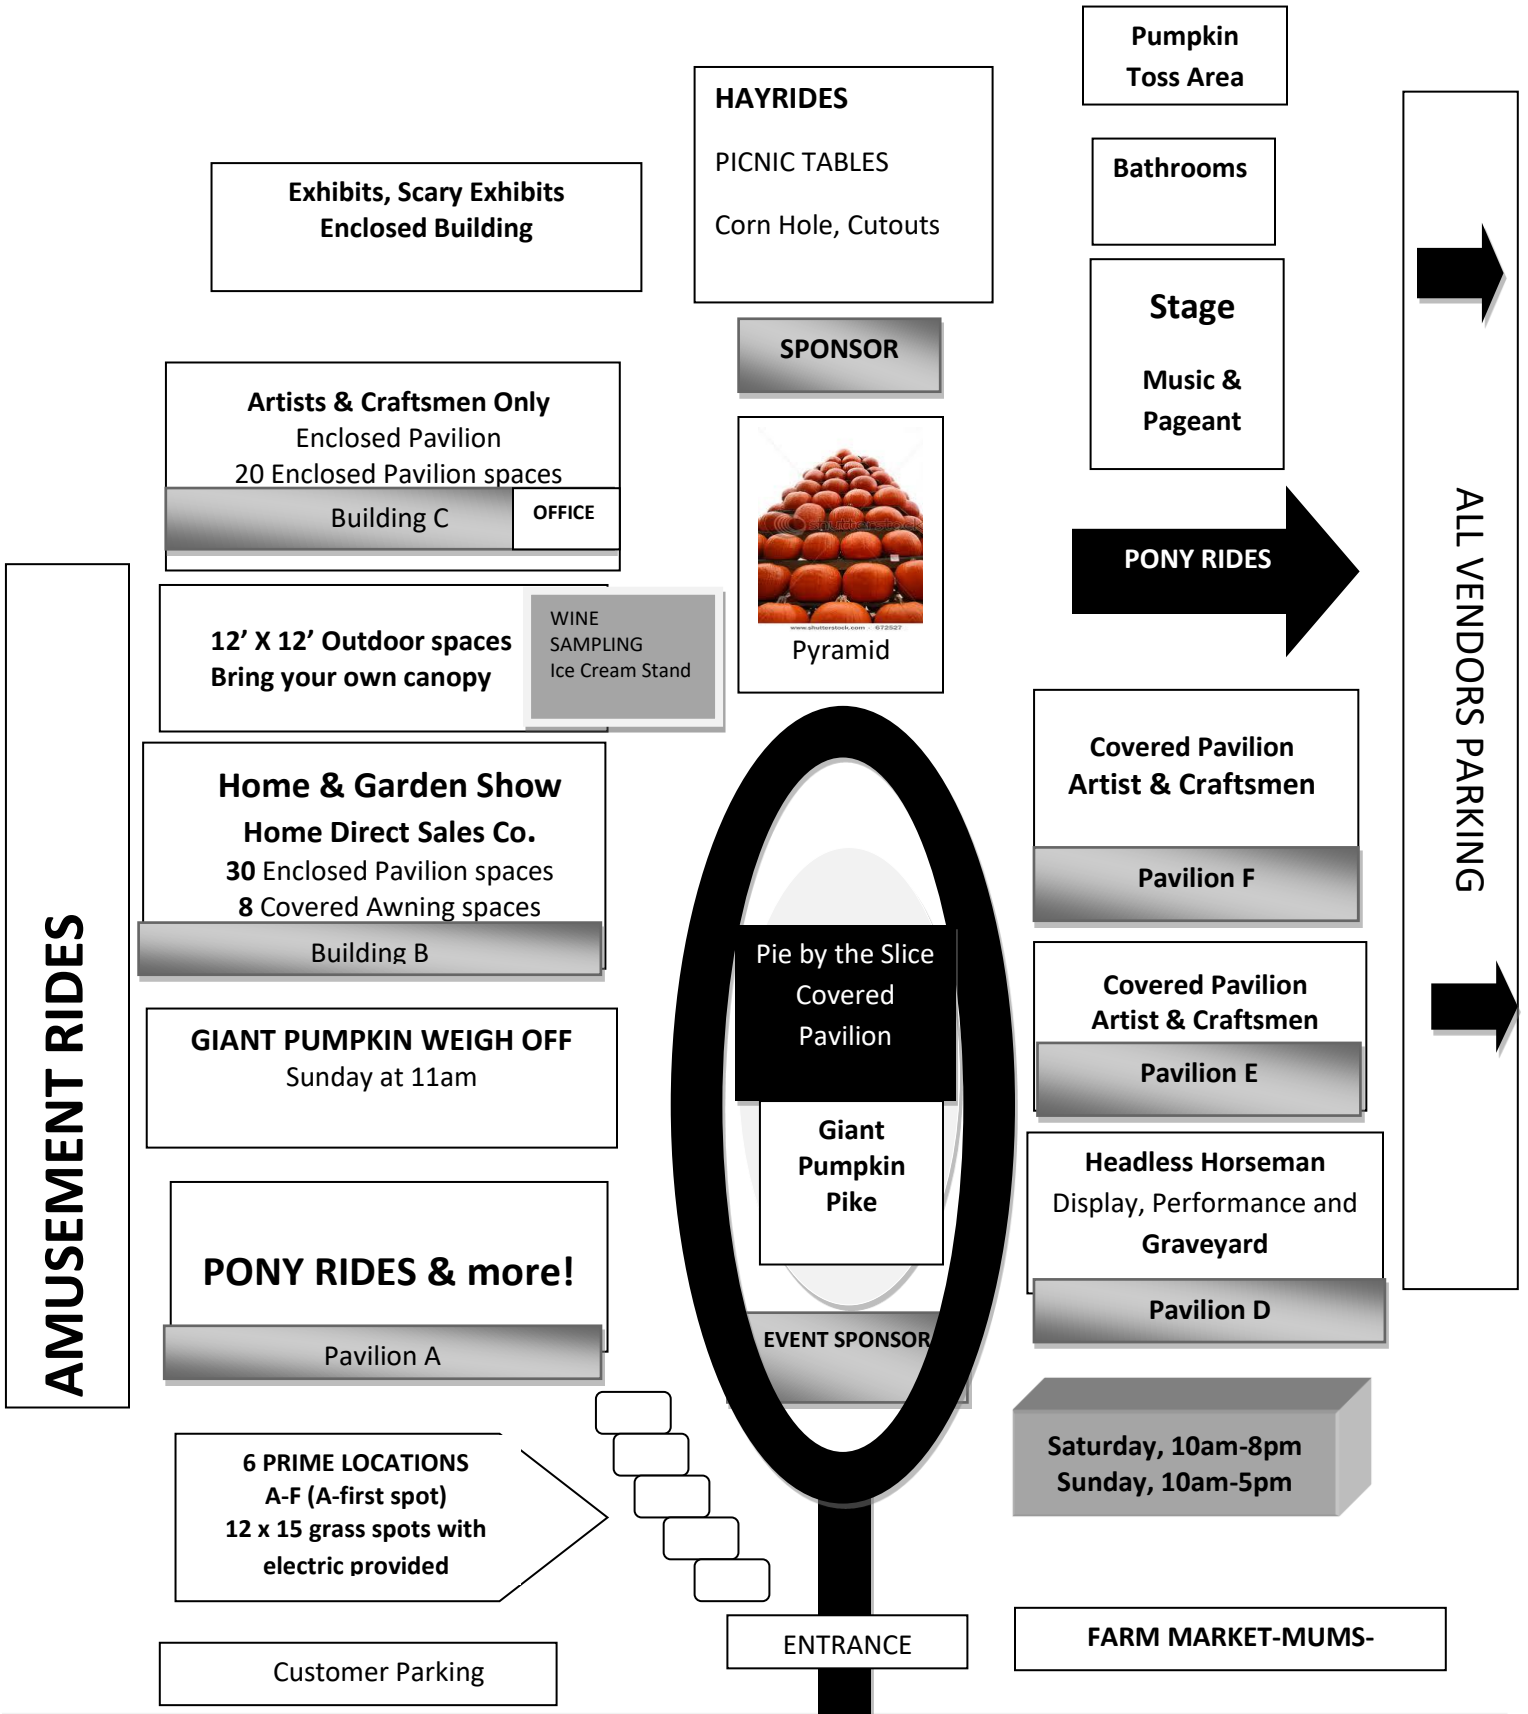 Pumpkin
Toss Area
HAYRIDES
PICNIC TABLES
Corn Hole, Cutouts
Bathrooms
Exhibits, Scary Exhibits
Enclosed Building
Stage
Music &
Pageant
SPONSOR
Artists & Craftsmen Only
Enclosed Pavilion
20 Enclosed Pavilion spaces
Building C
OFFICE
shutterstock
www.shutterstock.com · 672527
Pyramid
PONY RIDES
ALL VENDORS PARKING
12’ X 12’ Outdoor spaces
Bring your own canopy
WINE
SAMPLING
Ice Cream Stand
Home & Garden Show
Home Direct Sales Co.
30 Enclosed Pavilion spaces
8 Covered Awning spaces
Building B
Covered Pavilion
Artist & Craftsmen
Pavilion F
AMUSEMENT RIDES
Pie by the Slice
Covered
Pavilion
Covered Pavilion
Artist & Craftsmen
Pavilion E
GIANT PUMPKIN WEIGH OFF
Sunday at 11am
Giant
Pumpkin
Pike
Headless Horseman
Display, Performance and
Graveyard
Pavilion D
PONY RIDES & more!
Pavilion A
EVENT SPONSOR
Saturday, 10am-8pm
Sunday, 10am-5pm
6 PRIME LOCATIONS
A-F (A-first spot)
12 x 15 grass spots with
electric provided
ENTRANCE
FARM MARKET-MUMS-
Customer Parking